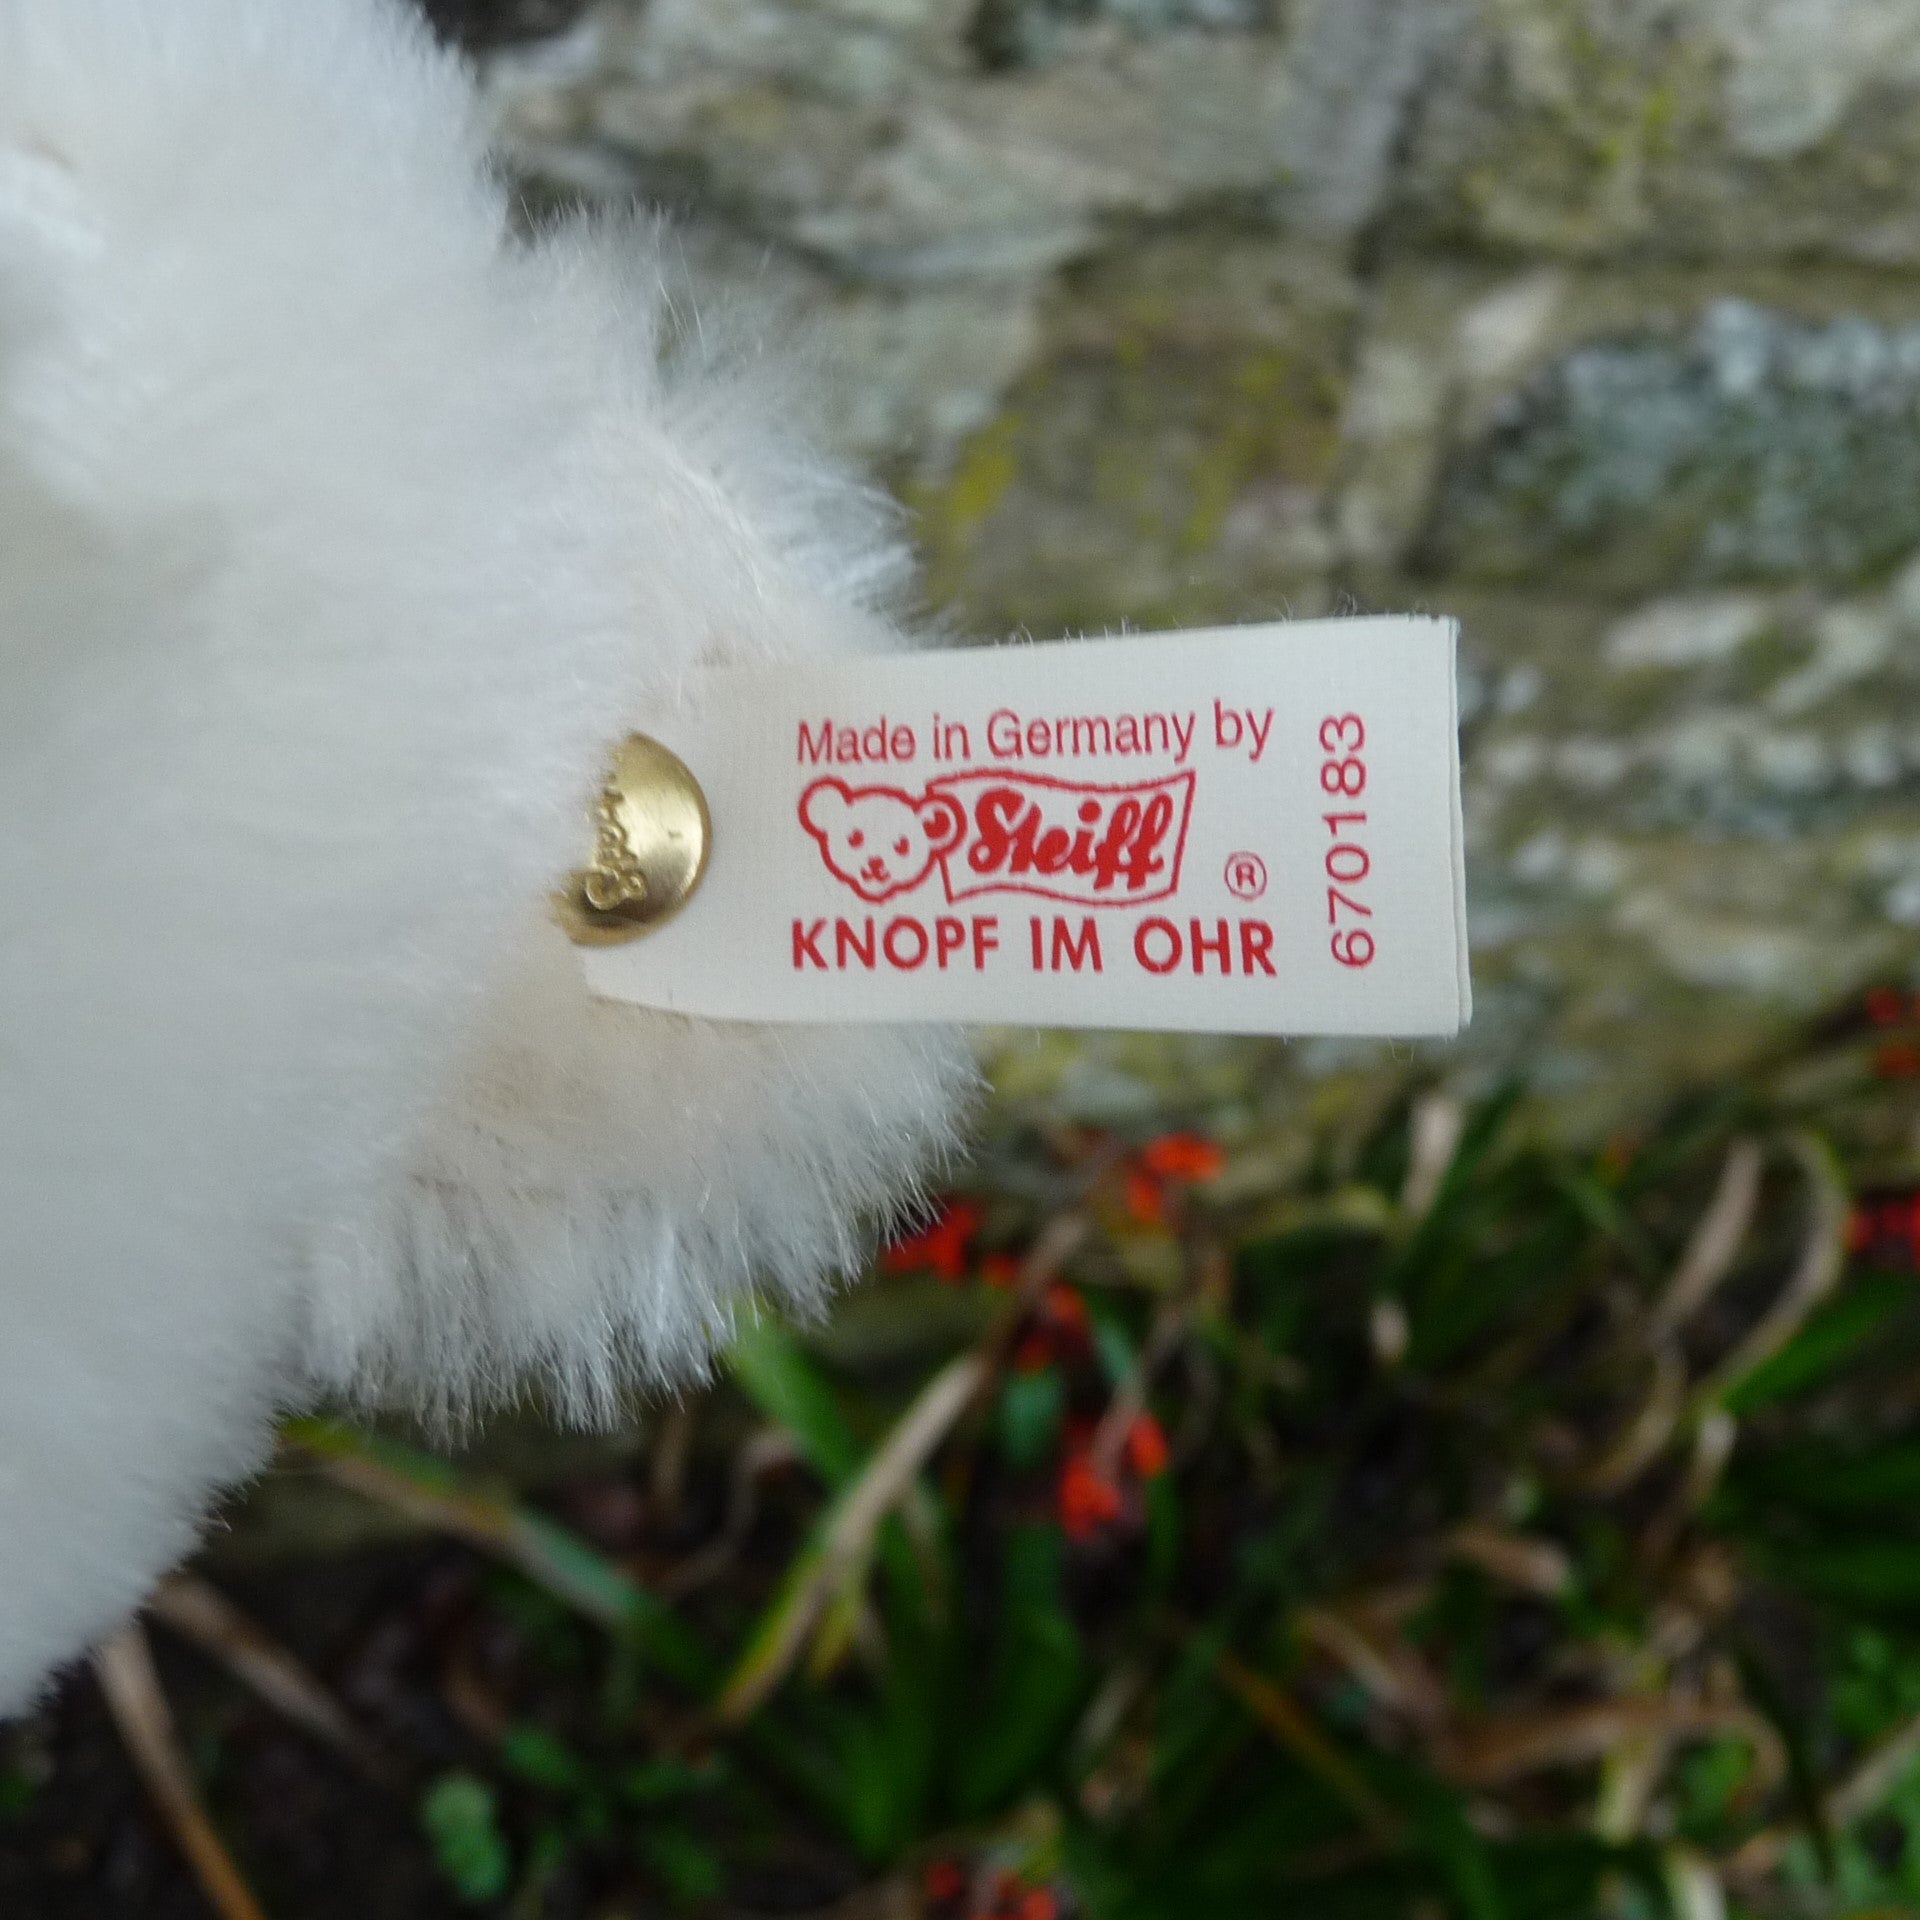 Made in Germany by
Steiff ®
KNOPF IM OHR
670183